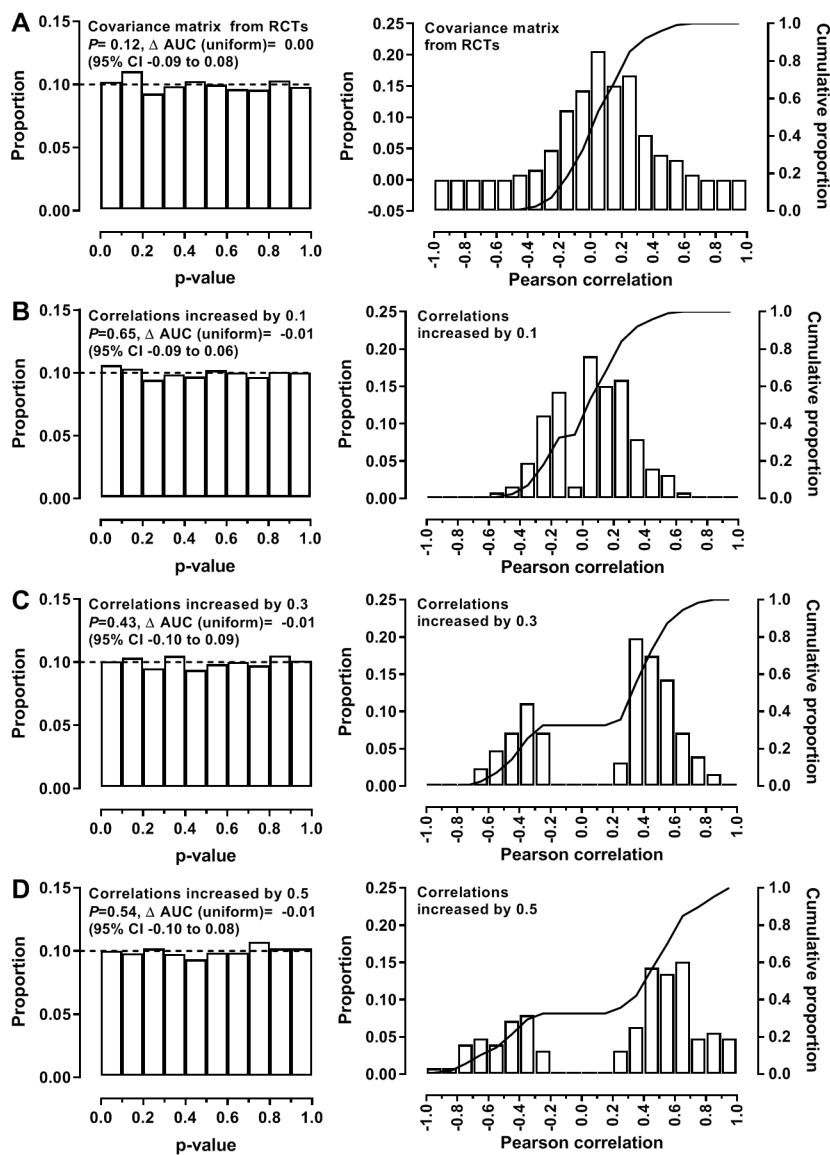 A
Covariance matrix from RCTs
P= 0.12, Δ AUC (uniform)= 0.00
(95% CI -0.09 to 0.08)
0.15
0.10
0.05
0.00
Proportion
0.0 0.2 0.4 0.6 0.8 1.0
p-value
Covariance matrix
from RCTs
0.25
0.20
0.15
0.10
0.05
0.00
-0.05
Proportion
1.0
0.8
0.6
0.4
0.2
0.0
Cumulative proportion
-1.0 -0.8 -0.6 -0.4 -0.2 0.0 0.2 0.4 0.6 0.8 1.0
Pearson correlation
B
Correlations increased by 0.1
P=0.65, Δ AUC (uniform)= -0.01
(95% CI -0.09 to 0.06)
0.15
0.10
0.05
0.00
Proportion
0.0 0.2 0.4 0.6 0.8 1.0
p-value
Correlations
increased by 0.1
0.25
0.20
0.15
0.10
0.05
0.00
Proportion
1.0
0.8
0.6
0.4
0.2
0.0
Cumulative proportion
-1.0 -0.8 -0.6 -0.4 -0.2 0.0 0.2 0.4 0.6 0.8 1.0
Pearson correlation
C
Correlations increased by 0.3
P=0.43, Δ AUC (uniform)= -0.01
(95% CI -0.10 to 0.09)
0.15
0.10
0.05
0.00
Proportion
0.0 0.2 0.4 0.6 0.8 1.0
p-value
Correlations
increased by 0.3
0.25
0.20
0.15
0.10
0.05
0.00
Proportion
1.0
0.8
0.6
0.4
0.2
0.0
Cumulative proportion
-1.0 -0.8 -0.6 -0.4 -0.2 0.0 0.2 0.4 0.6 0.8 1.0
Pearson correlation
D
Correlations increased by 0.5
P=0.54, Δ AUC (uniform)= -0.01
(95% CI -0.10 to 0.08)
0.15
0.10
0.05
0.00
Proportion
0.0 0.2 0.4 0.6 0.8 1.0
p-value
Correlations
increased by 0.5
0.25
0.20
0.15
0.10
0.05
0.00
Proportion
1.0
0.8
0.6
0.4
0.2
0.0
Cumulative proportion
-1.0 -0.8 -0.6 -0.4 -0.2 0.0 0.2 0.4 0.6 0.8 1.0
Pearson correlation